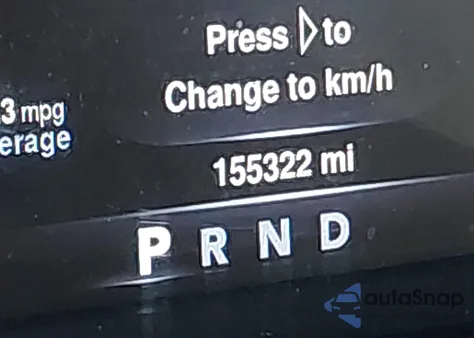 Press ▷ to
Change to km/h
.3 mpg
erage
155322 mi
P R N D
autoSnap